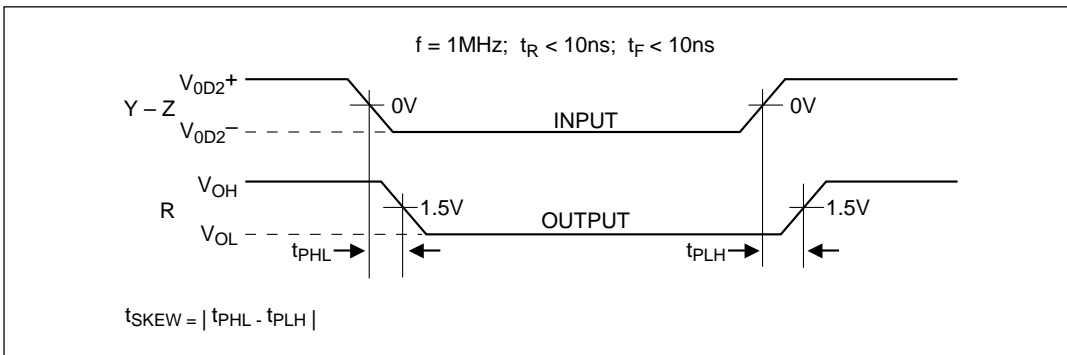 f = 1MHz; tR < 10ns; tF < 10ns
V0D2+
Y – Z
0V
0V
V0D2–
INPUT
VOH
R
1.5V
1.5V
VOL
OUTPUT
tPHL
tPLH
tSKEW = | tPHL - tPLH |